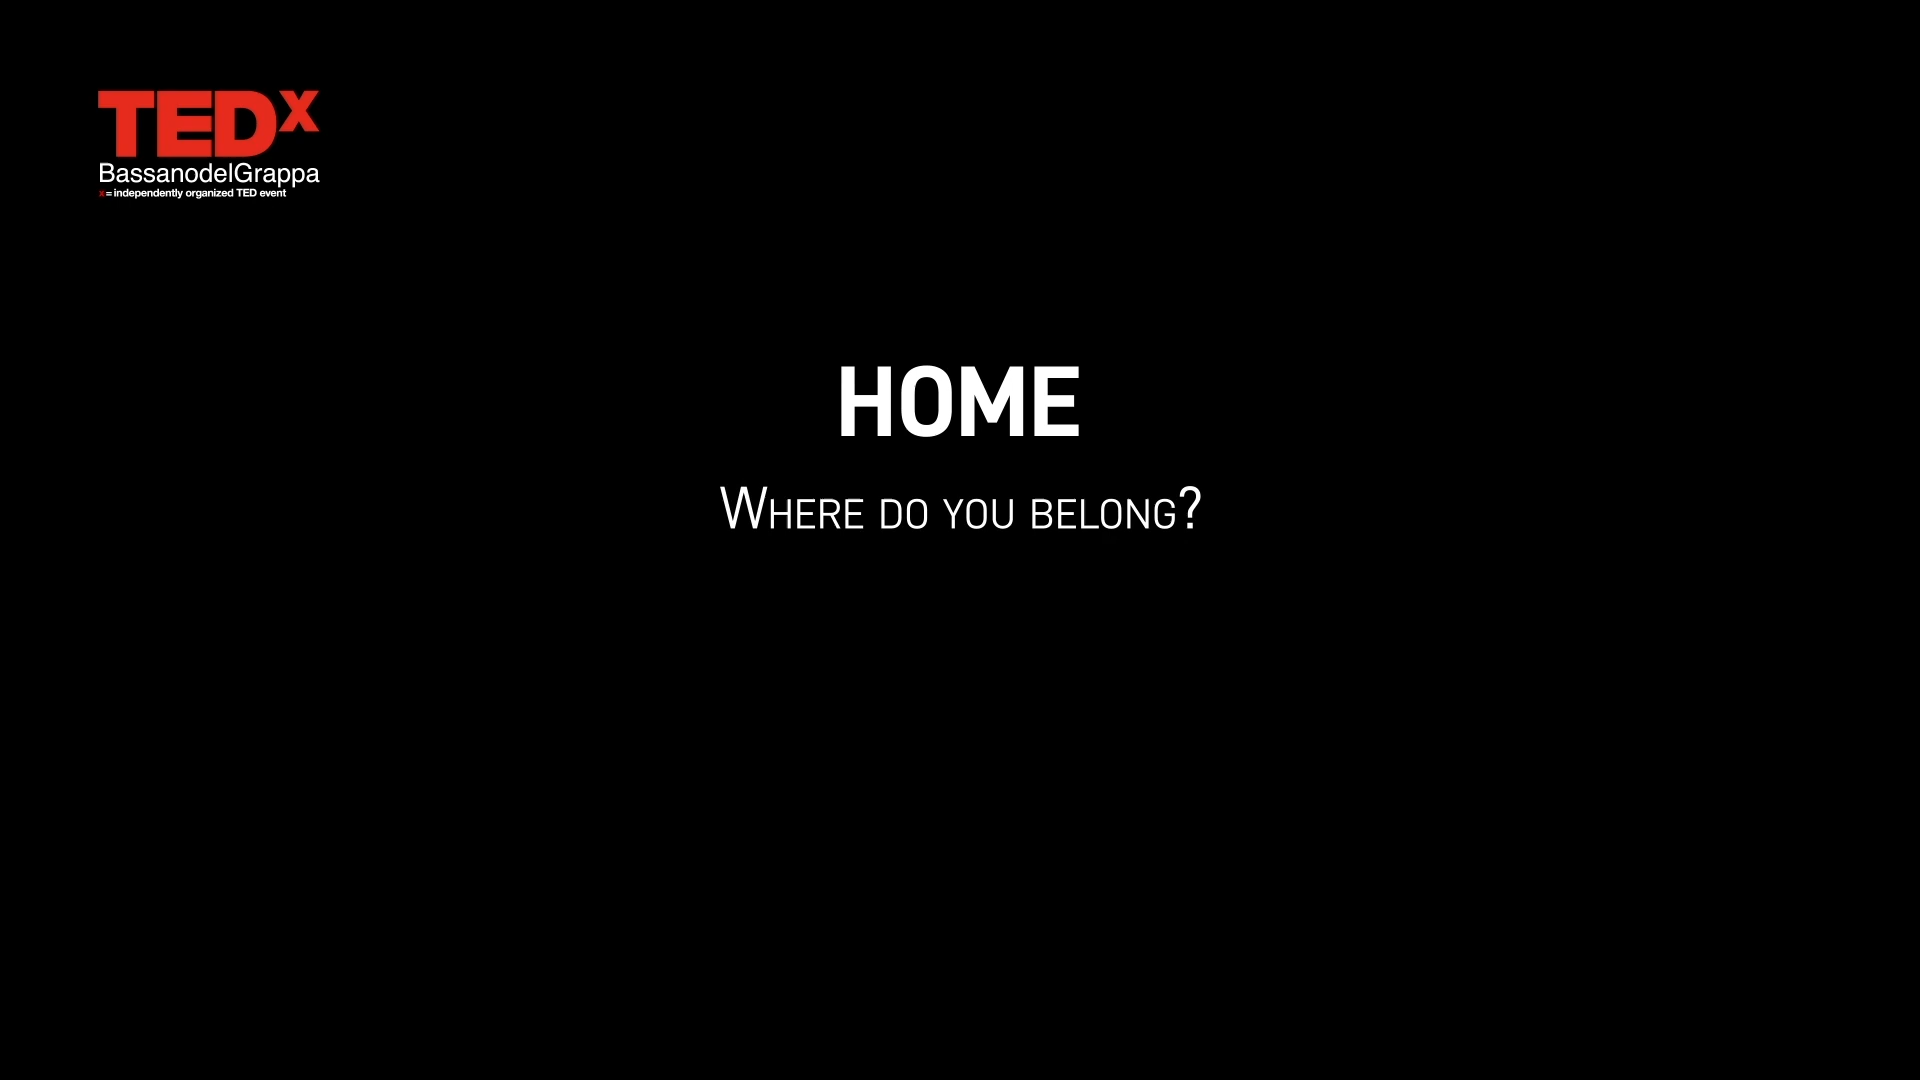 TEDx
BassanodelGrappa
x = independently organized TED event
HOME
Where do you belong?